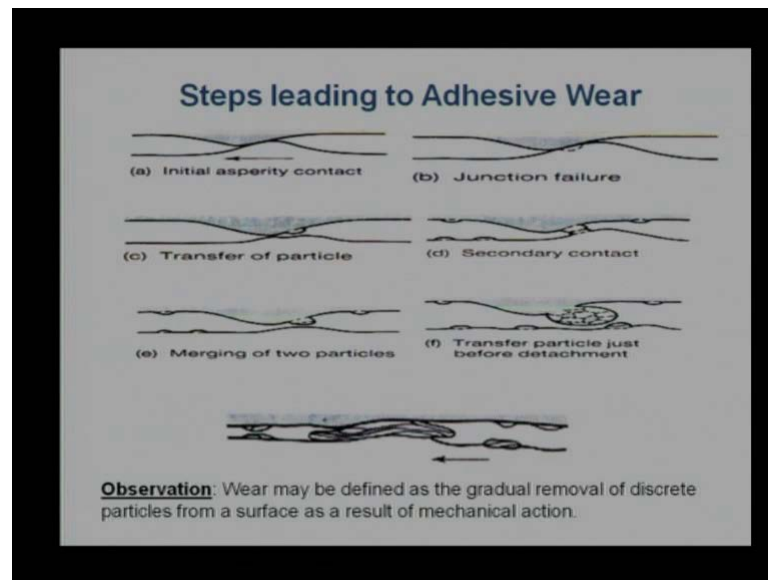 Steps leading to Adhesive Wear
(a) Initial asperity contact
(b) Junction failure
(c) Transfer of particle
(d) Secondary contact
(e) Merging of two particles
(f) Transfer particle just
before detachment
Observation: Wear may be defined as the gradual removal of discrete
particles from a surface as a result of mechanical action.